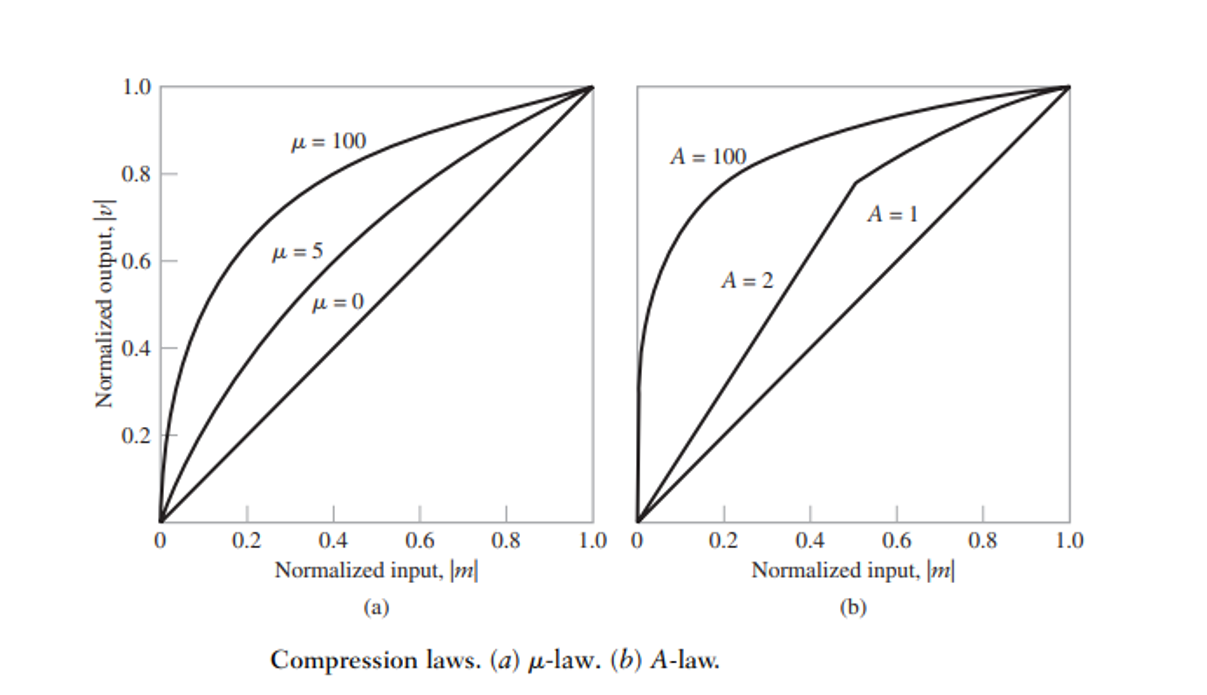 1.0
μ = 100
0.8
μ = 5
0.6
μ = 0
0.4
0.2
Normalized output, |v|
0 0.2 0.4 0.6 0.8 1.0
Normalized input, |m|
(a)
A = 100
A = 1
A = 2
0 0.2 0.4 0.6 0.8 1.0
Normalized input, |m|
(b)
Compression laws. (a) μ-law. (b) A-law.